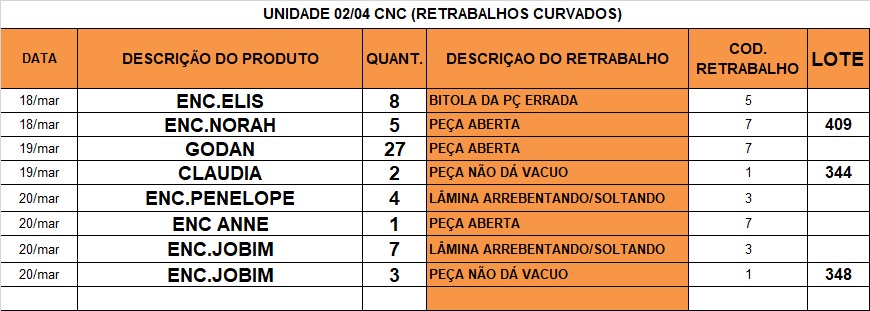 UNIDADE 02/04 CNC (RETRABALHOS CURVADOS)
DATA DESCRIÇÃO DO PRODUTO QUANT. DESCRIÇAO DO RETRABALHO COD. RETRABALHO LOTE
18/mar ENC.ELIS 8 BITOLA DA PÇ ERRADA 5
18/mar ENC.NORAH 5 PEÇA ABERTA 7 409
19/mar GODAN 27 PEÇA ABERTA 7
19/mar CLAUDIA 2 PEÇA NÃO DÁ VACUO 1 344
20/mar ENC.PENELOPE 4 LÂMINA ARREBENTANDO/SOLTANDO 3
20/mar ENC ANNE 1 PEÇA ABERTA 7
20/mar ENC.JOBIM 7 LÂMINA ARREBENTANDO/SOLTANDO 3
20/mar ENC.JOBIM 3 PEÇA NÃO DÁ VACUO 1 348